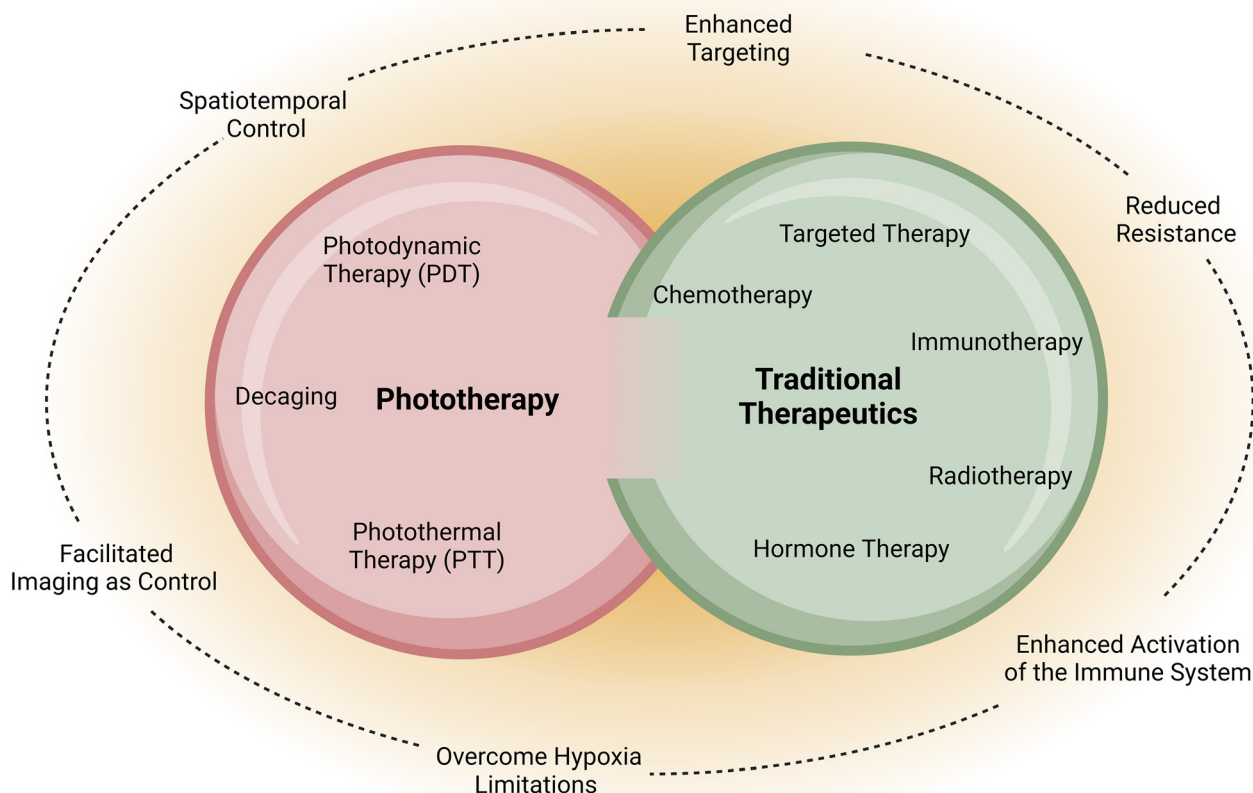 Enhanced
Targeting
Spatiotemporal
Control
Reduced
Resistance
Photodynamic
Therapy (PDT)
Decaging
Phototherapy
Photothermal
Therapy (PTT)
Targeted Therapy
Chemotherapy
Immunotherapy
Traditional
Therapeutics
Radiotherapy
Hormone Therapy
Facilitated
Imaging as Control
Enhanced Activation
of the Immune System
Overcome Hypoxia
Limitations